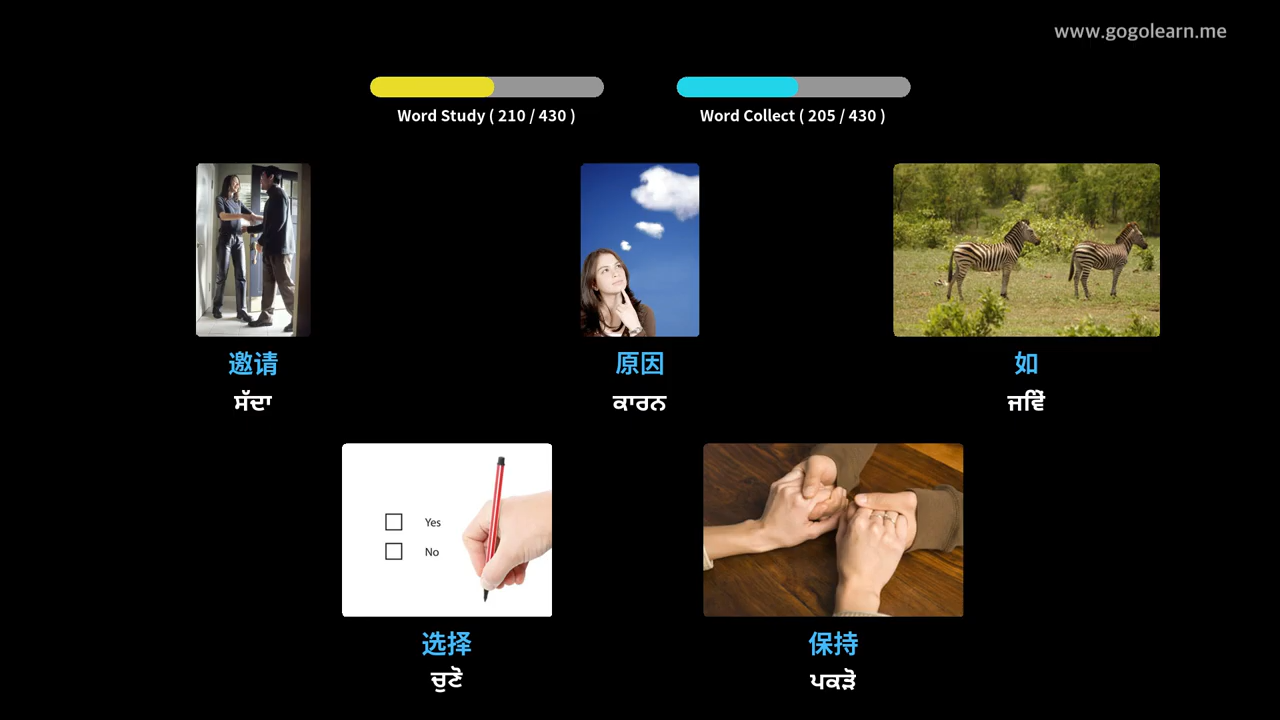 www.gogolearn.me
Word Study ( 210 / 430 )
Word Collect ( 205 / 430 )
邀请
ਸੱਦਾ
原因
ਕਾਰਨ
如
ਜਵਿੇਂ
Yes
No
选择
ਚੁਣੋ
保持
ਪਕੜੋ